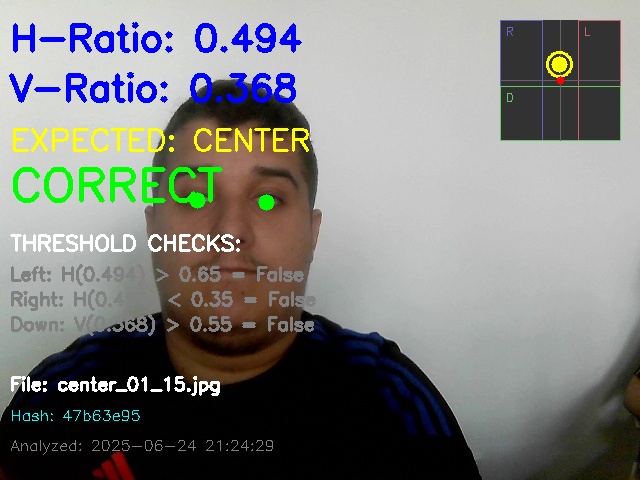 H-Ratio: 0.494
V-Ratio: 0.368
EXPECTED: CENTER
CORRECT
THRESHOLD CHECKS:
Left: H(0.494) > 0.65 = False
Right: H(0.494) < 0.35 = False
Down: V(0.368) > 0.55 = False
File: center_01_15.jpg
Hash: 47b63e95
Analyzed: 2025-06-24 21:24:29
R
L
D